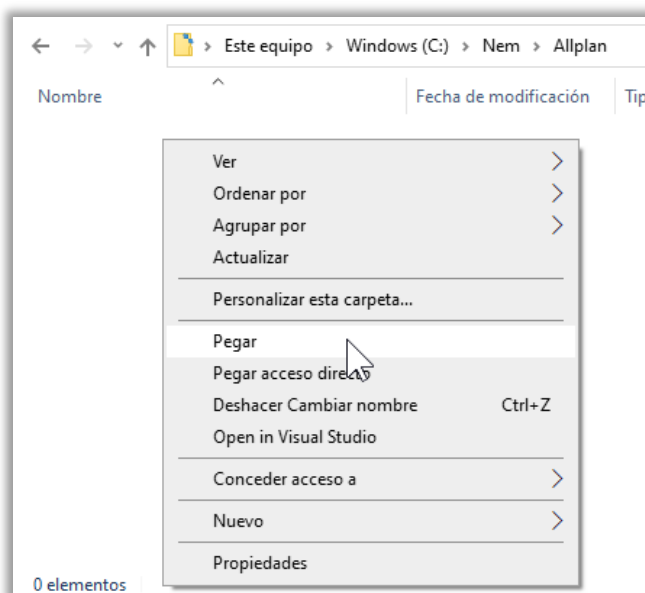 Este equipo > Windows (C:) > Nem > Allplan
Nombre Fecha de modificación Tip
Ver
Ordenar por
Agrupar por
Actualizar
Personalizar esta carpeta...
Pegar
Pegar acceso directo
Deshacer Cambiar nombre Ctrl+Z
Open in Visual Studio
Conceder acceso a
Nuevo
Propiedades
0 elementos